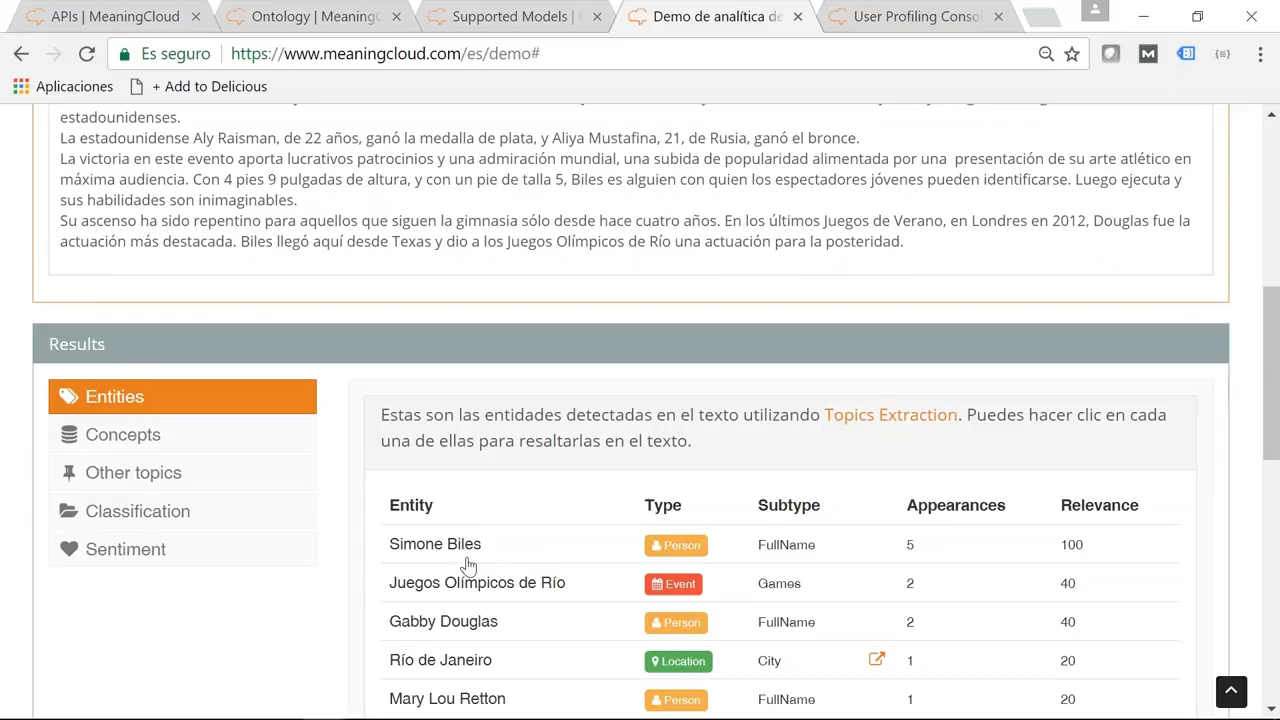 APIs | MeaningCloud
Ontology | Meaning
Supported Models |
Demo de analítica de
User Profiling Conso
Es seguro
https://www.meaningcloud.com/es/demo#
Aplicaciones
+ Add to Delicious
estadounidenses.
La estadounidense Aly Raisman, de 22 años, ganó la medalla de plata, y Aliya Mustafina, 21, de Rusia, ganó el bronce.
La victoria en este evento aporta lucrativos patrocinios y una admiración mundial, una subida de popularidad alimentada por una presentación de su arte atlético en
máxima audiencia. Con 4 pies 9 pulgadas de altura, y con un pie de talla 5, Biles es alguien con quien los espectadores jóvenes pueden identificarse. Luego ejecuta y
sus habilidades son inimaginables.
Su ascenso ha sido repentino para aquellos que siguen la gimnasia sólo desde hace cuatro años. En los últimos Juegos de Verano, en Londres en 2012, Douglas fue la
actuación más destacada. Biles llegó aquí desde Texas y dio a los Juegos Olímpicos de Río una actuación para la posteridad.
Results
Entities
Concepts
Other topics
Classification
Sentiment
Estas son las entidades detectadas en el texto utilizando Topics Extraction. Puedes hacer clic en cada
una de ellas para resaltarlas en el texto.
Entity Type Subtype Appearances Relevance
Simone Biles Person FullName 5 100
Juegos Olímpicos de Río Event Games 2 40
Gabby Douglas Person FullName 2 40
Río de Janeiro Location City 1 20
Mary Lou Retton Person FullName 1 20